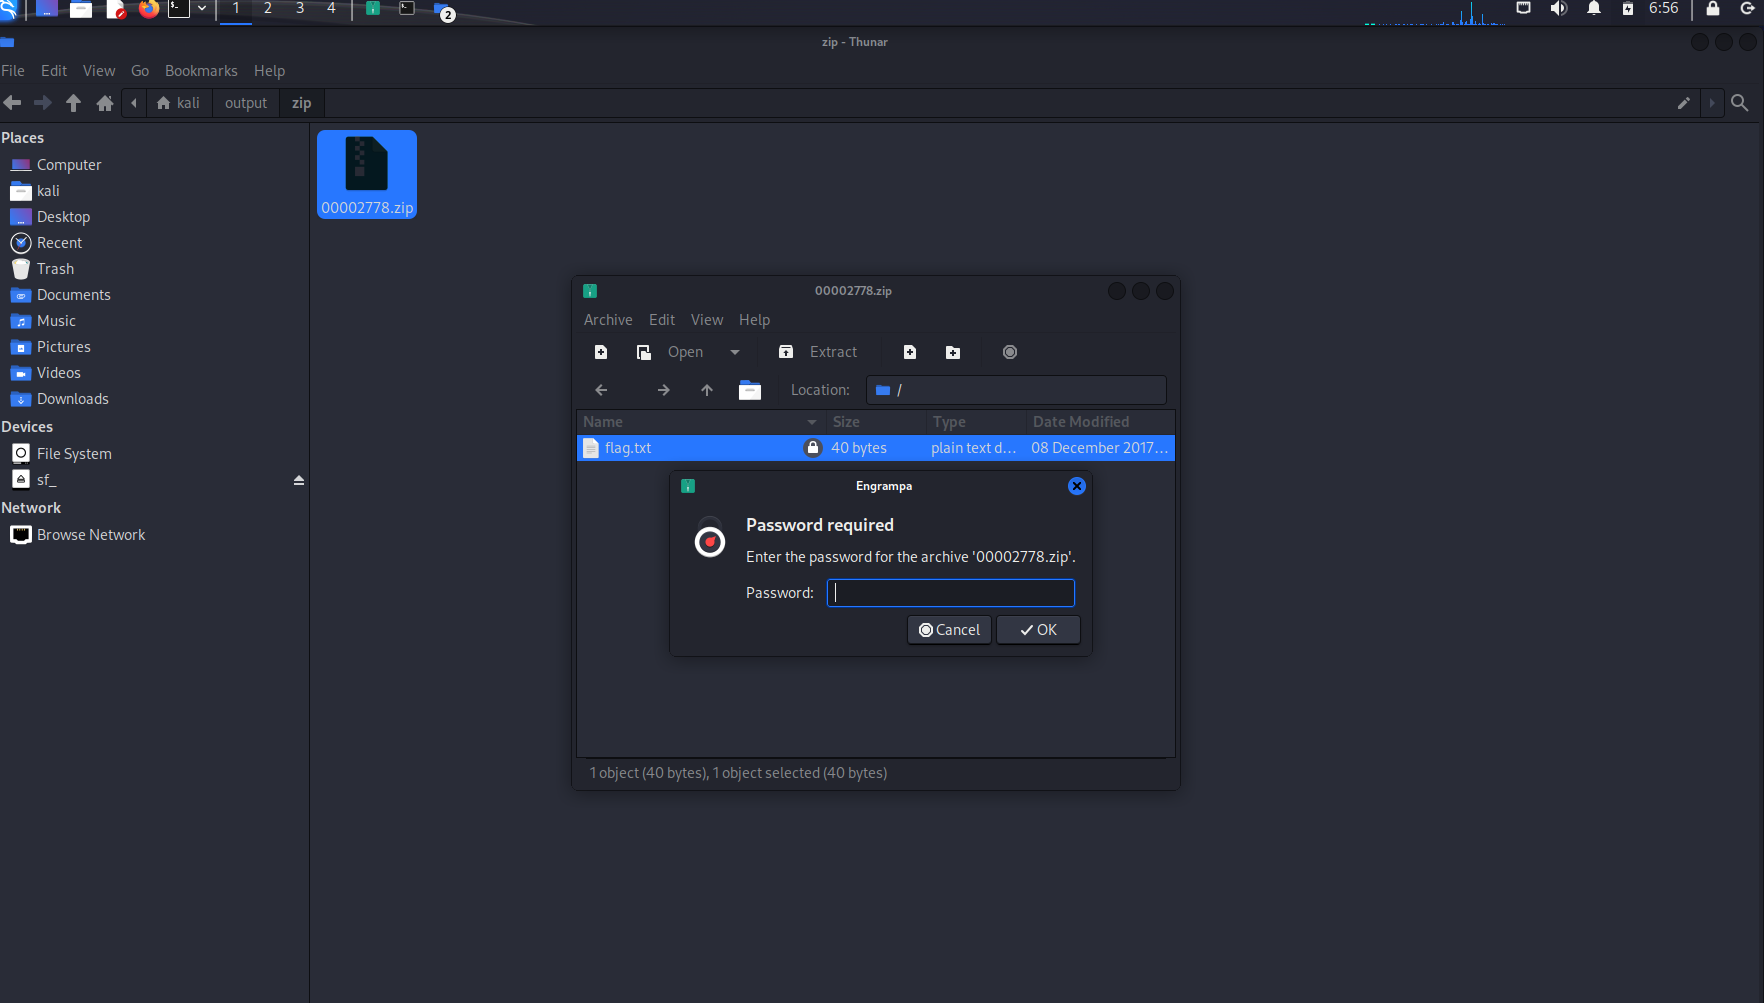 1 2 3 4 2 6:56
zip - Thunar
File Edit View Go Bookmarks Help
kali output zip
Places
Computer
kali
Desktop
Recent
Trash
Documents
Music
Pictures
Videos
Downloads
Devices
File System
sf_
Network
Browse Network
00002778.zip
00002778.zip
Archive Edit View Help
Open Extract
Location: /
Name Size Type Date Modified
flag.txt 40 bytes plain text d... 08 December 2017...
Engrampa
Password required
Enter the password for the archive '00002778.zip'.
Password:
Cancel OK
1 object (40 bytes), 1 object selected (40 bytes)